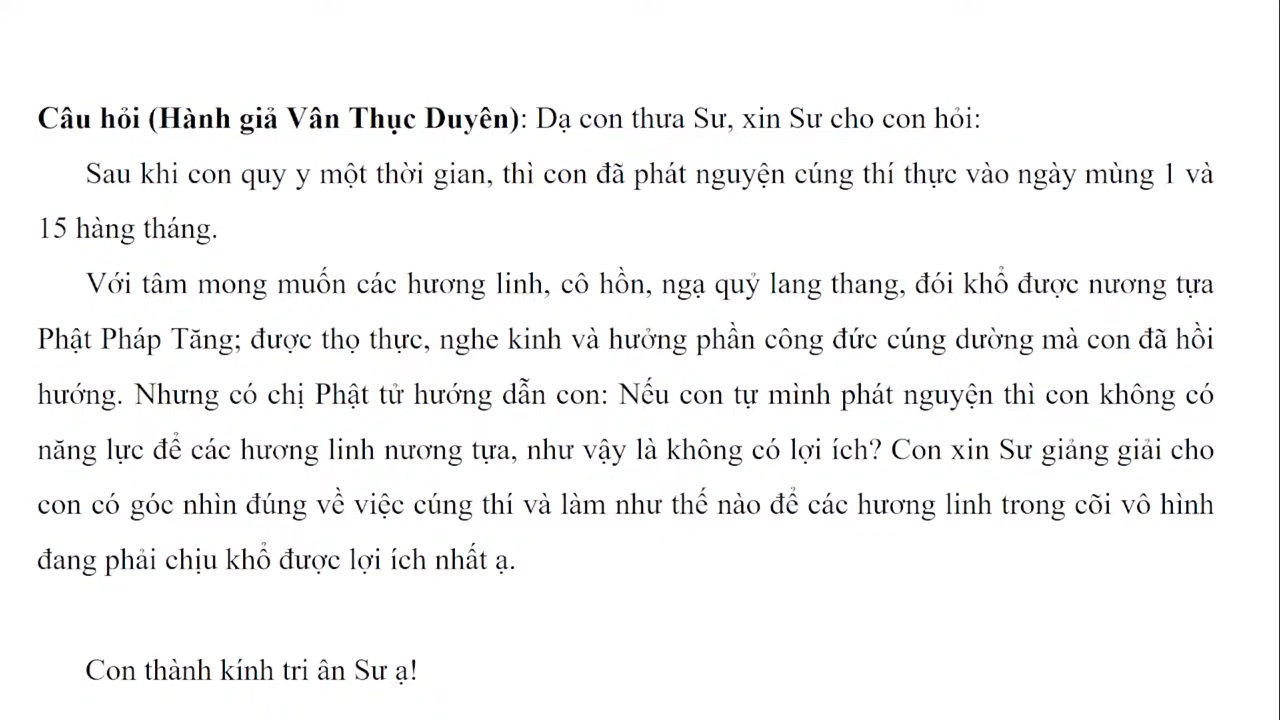 Câu hỏi (Hành giả Vân Thục Duyên): Dạ con thưa Sư, xin Sư cho con hỏi:
Sau khi con quy y một thời gian, thì con đã phát nguyện cúng thí thực vào ngày mùng 1 và
15 hàng tháng.
Với tâm mong muốn các hương linh, cô hồn, ngạ quỷ lang thang, đói khổ được nương tựa
Phật Pháp Tăng; được thọ thực, nghe kinh và hưởng phần công đức cúng dường mà con đã hồi
hướng. Nhưng có chị Phật tử hướng dẫn con: Nếu con tự mình phát nguyện thì con không có
năng lực để các hương linh nương tựa, như vậy là không có lợi ích? Con xin Sư giảng giải cho
con có góc nhìn đúng về việc cúng thí và làm như thế nào để các hương linh trong cõi vô hình
đang phải chịu khổ được lợi ích nhất ạ.
Con thành kính tri ân Sư ạ!